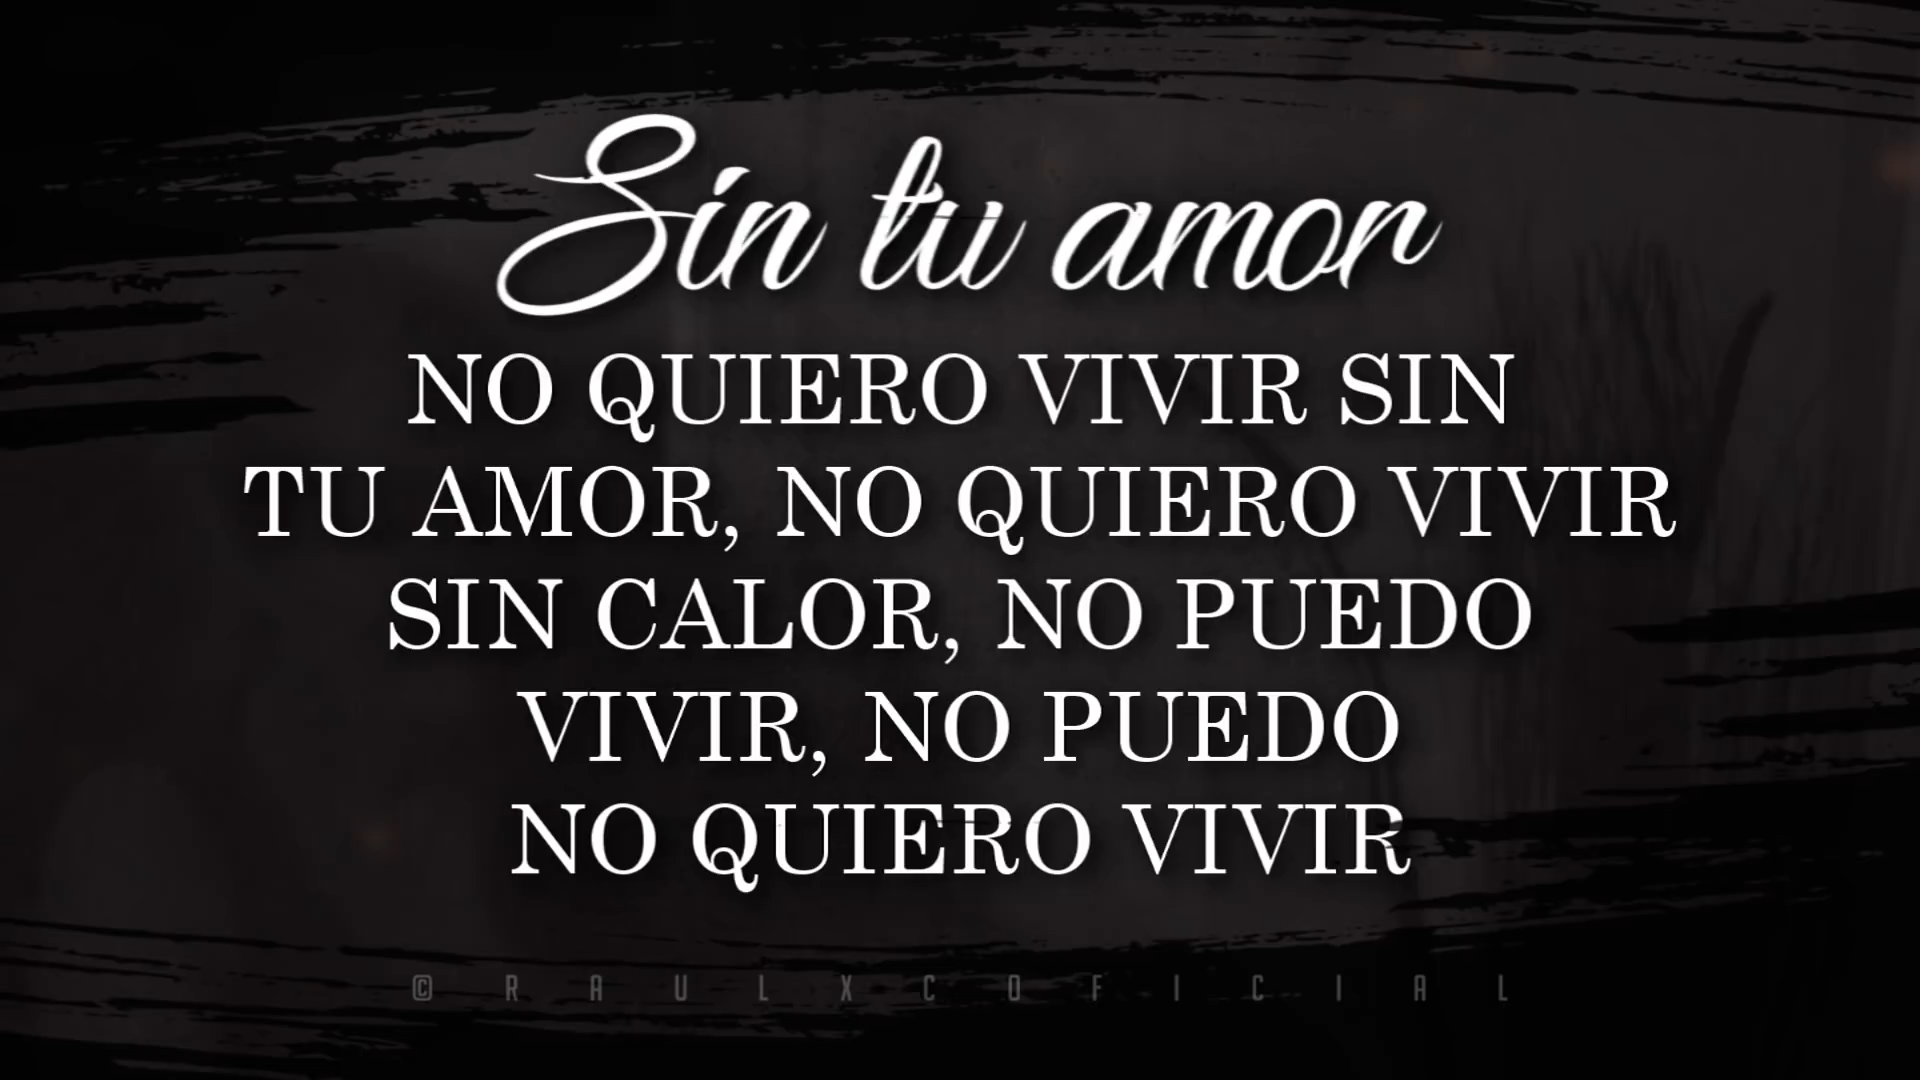 Sin tu amor
NO QUIERO VIVIR SIN
TU AMOR, NO QUIERO VIVIR
SIN CALOR, NO PUEDO
VIVIR, NO PUEDO
NO QUIERO VIVIR
© RAULXCOFICIAL